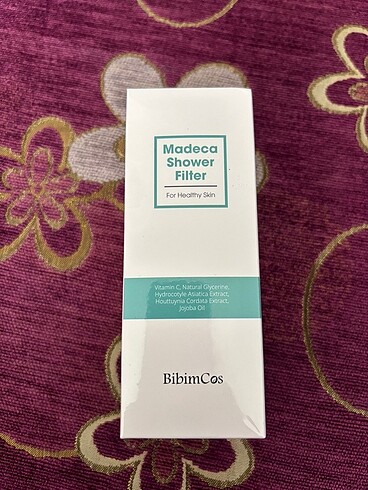 Madeca
Shower
Filter
For Healthy Skin
Vitamin C, Natural Glycerine,
Hydrocotyle Asiatica Extract,
Houttuynia Cordata Extract,
Jojoba Oil
BibimCos